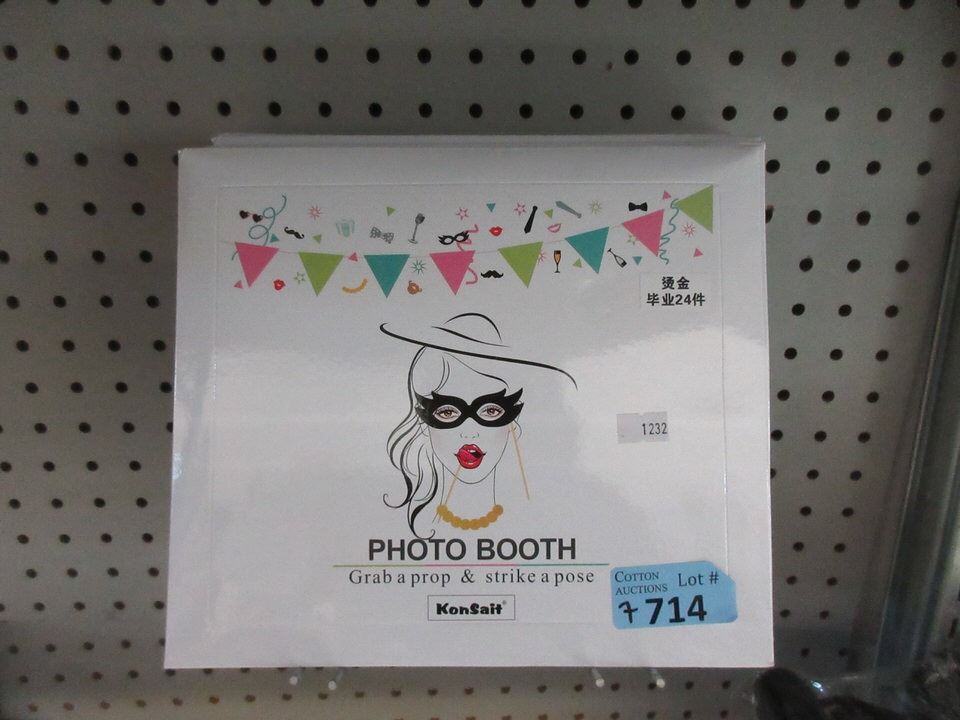 烫金
毕业24件
1232
PHOTO BOOTH
Grab a prop & strike a pose
KonSait®
COTTON
AUCTIONS
Lot #
7714